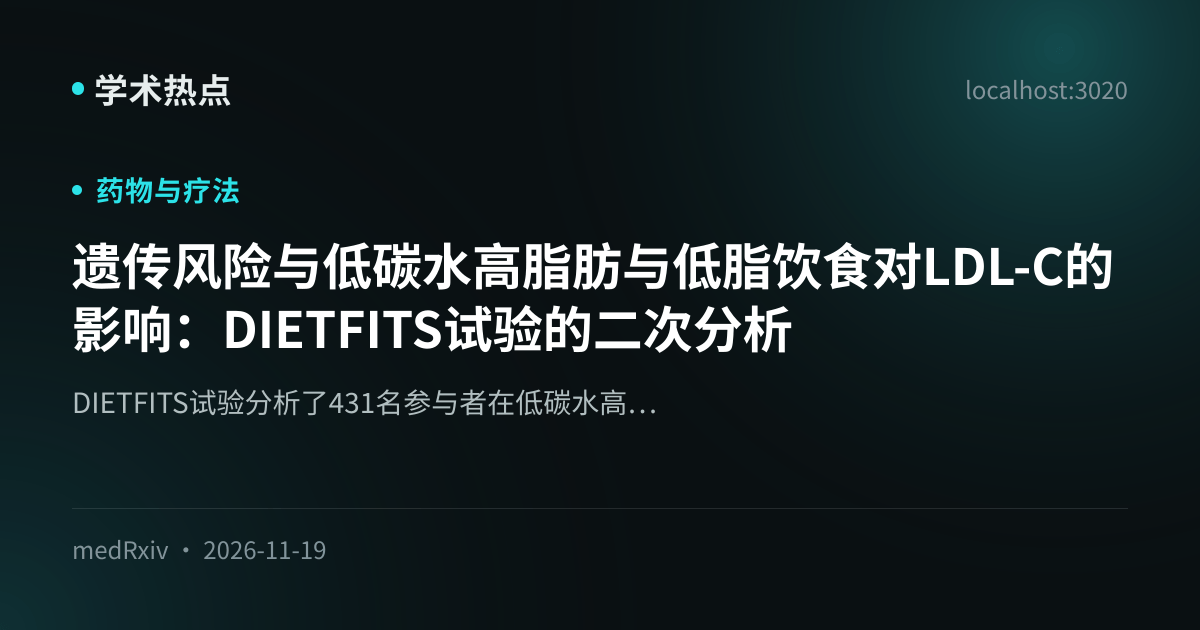 学术热点
localhost:3020
药物与疗法
遗传风险与低碳水高脂肪与低脂饮食对LDL-C的
影响：DIETFITS试验的二次分析
DIETFITS试验分析了431名参与者在低碳水高…
medRxiv · 2026-11-19